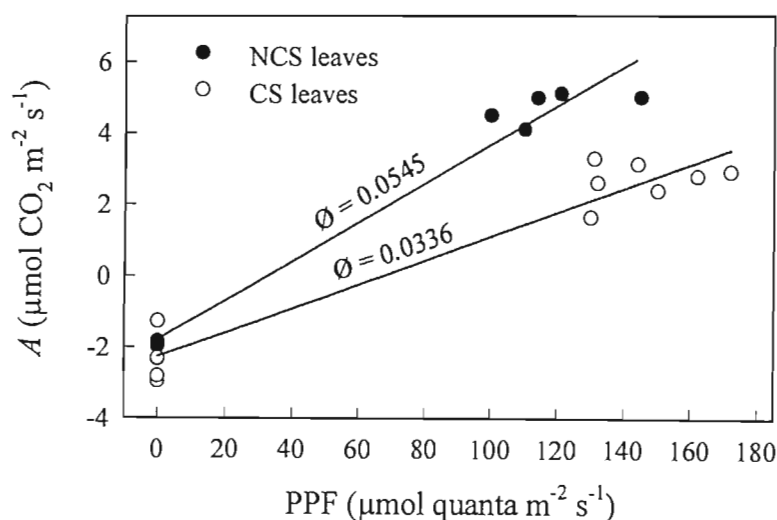 NCS leaves
CS leaves
6
4
2
0
-2
-4
A (μmol CO₂ m⁻² s⁻¹)
Ø = 0.0545
Ø = 0.0336
0 20 40 60 80 100 120 140 160 180
PPF (μmol quanta m⁻² s⁻¹)